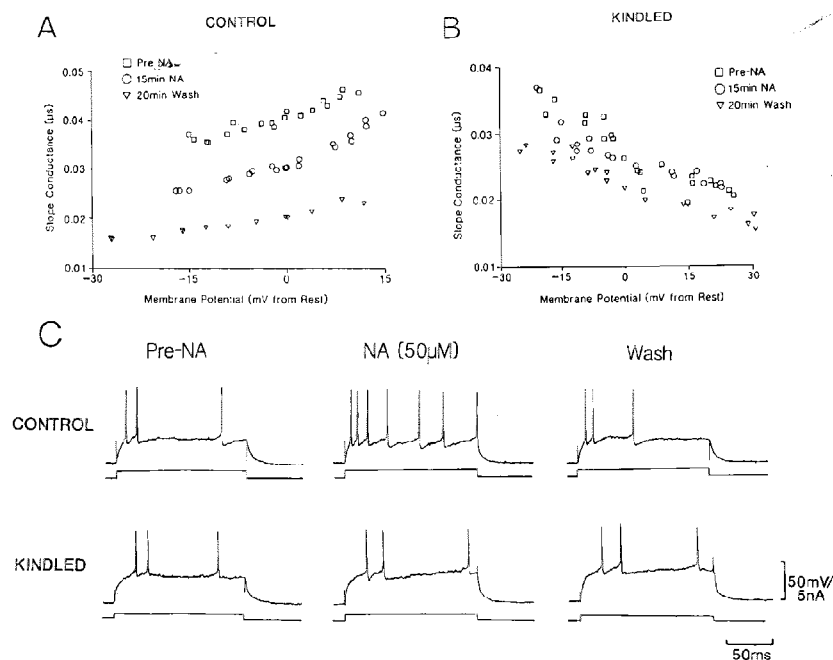 A
CONTROL
□ Pre-NA
○ 15min NA
▽ 20min Wash
0.05
0.04
0.03
0.02
0.01
-30
-15
0
15
Slope Conductance (μs)
Membrane Potential (mV from Rest)
B
KINDLED
□ Pre-NA
○ 15min NA
▽ 20min Wash
0.04
0.03
0.02
0.01
-30
-15
0
15
30
Slope Conductance (μs)
Membrane Potential (mV from Rest)
C
Pre-NA
NA (50μM)
Wash
CONTROL
KINDLED
50mV/
5nA
50ms